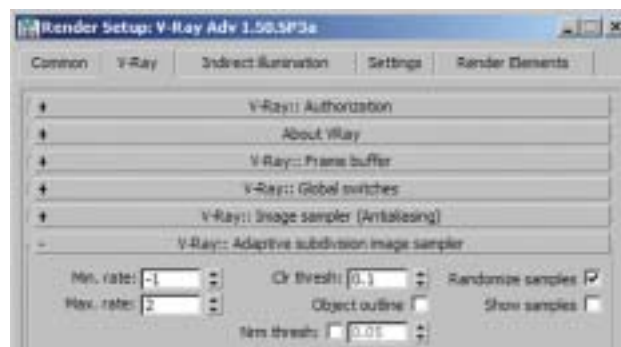 Render Setup: V-Ray Adv 1.50.SP3a
Common V-Ray Indirect illumination Settings Render Elements
+ V-Ray:: Authorization
+ About VRay
+ V-Ray:: Frame buffer
+ V-Ray:: Global switches
+ V-Ray:: Image sampler (Antialiasing)
- V-Ray:: Adaptive subdivision image sampler
Min. rate: -1 Clr thresh: 0.1 Randomize samples
Max. rate: 2 Object outline Show samples
Nrm thresh: 0.05